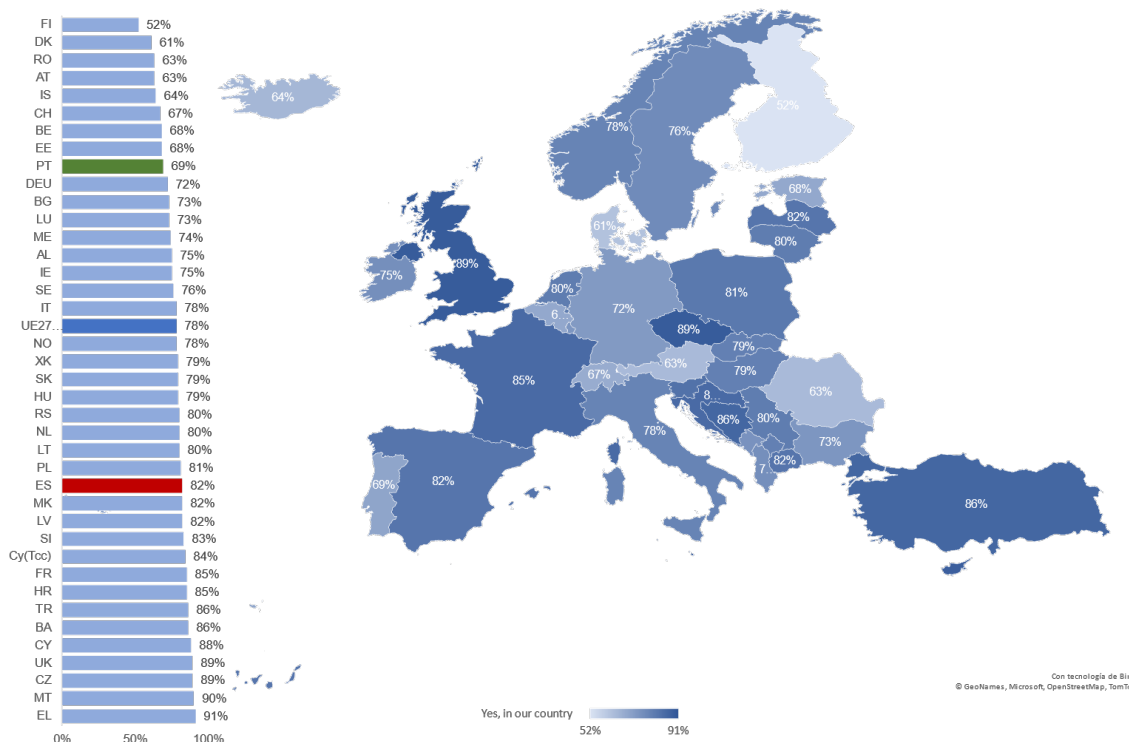 FI 52%
DK 61%
RO 63%
AT 63%
IS 64%
CH 67%
BE 68%
EE 68%
PT 69%
DEU 72%
BG 73%
LU 73%
ME 74%
AL 75%
IE 75%
SE 76%
IT 78%
UE27... 78%
NO 78%
XK 79%
SK 79%
HU 79%
RS 80%
NL 80%
LT 80%
PL 81%
ES 82%
MK 82%
LV 82%
SI 83%
Cy(Tcc) 84%
FR 85%
HR 85%
TR 86%
BA 86%
CY 88%
UK 89%
CZ 89%
MT 90%
EL 91%
0% 50% 100%
64%
52%
78%
76%
68%
61%
82%
80%
89%
75%
80%
81%
6...
72%
89%
79%
63%
79%
67%
85%
8...
63%
86%
80%
78%
73%
82%
7...
82%
69%
86%
Con tecnología de Bi
© GeoNames, Microsoft, OpenStreetMap, TomT
Yes, in our country
52% 91%